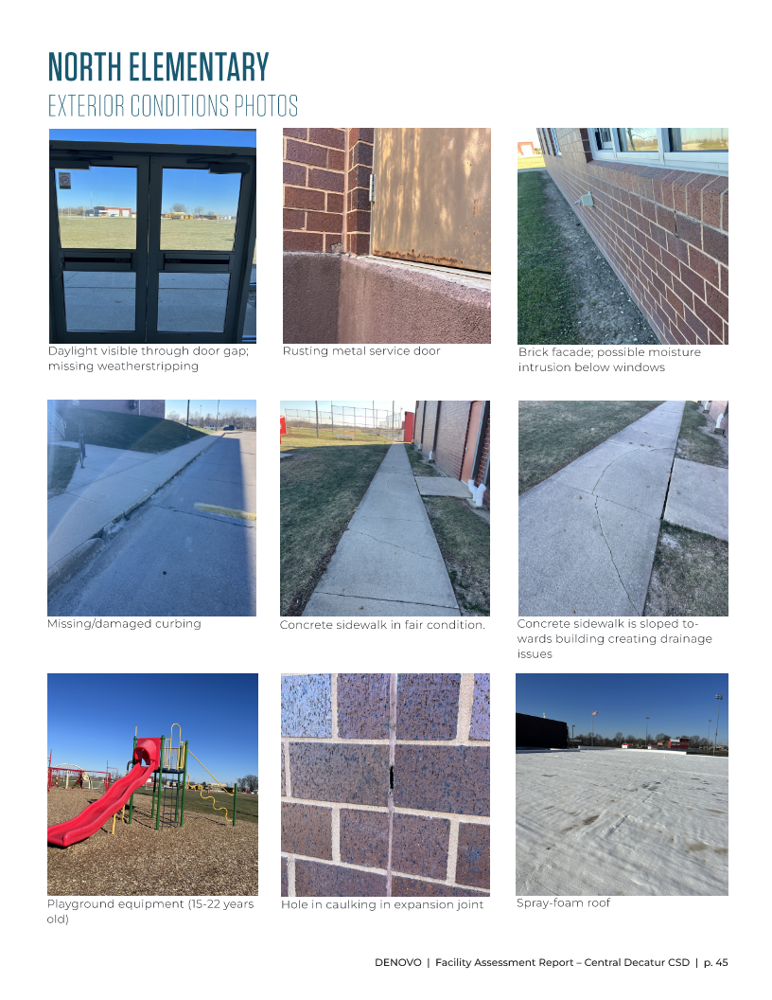 NORTH ELEMENTARY
EXTERIOR CONDITIONS PHOTOS
Daylight visible through door gap;
missing weatherstripping
Rusting metal service door
Brick facade; possible moisture
intrusion below windows
Missing/damaged curbing
Concrete sidewalk in fair condition.
Concrete sidewalk is sloped to-
wards building creating drainage
issues
Playground equipment (15-22 years
old)
Hole in caulking in expansion joint
Spray-foam roof
DENOVO | Facility Assessment Report – Central Decatur CSD | p. 45